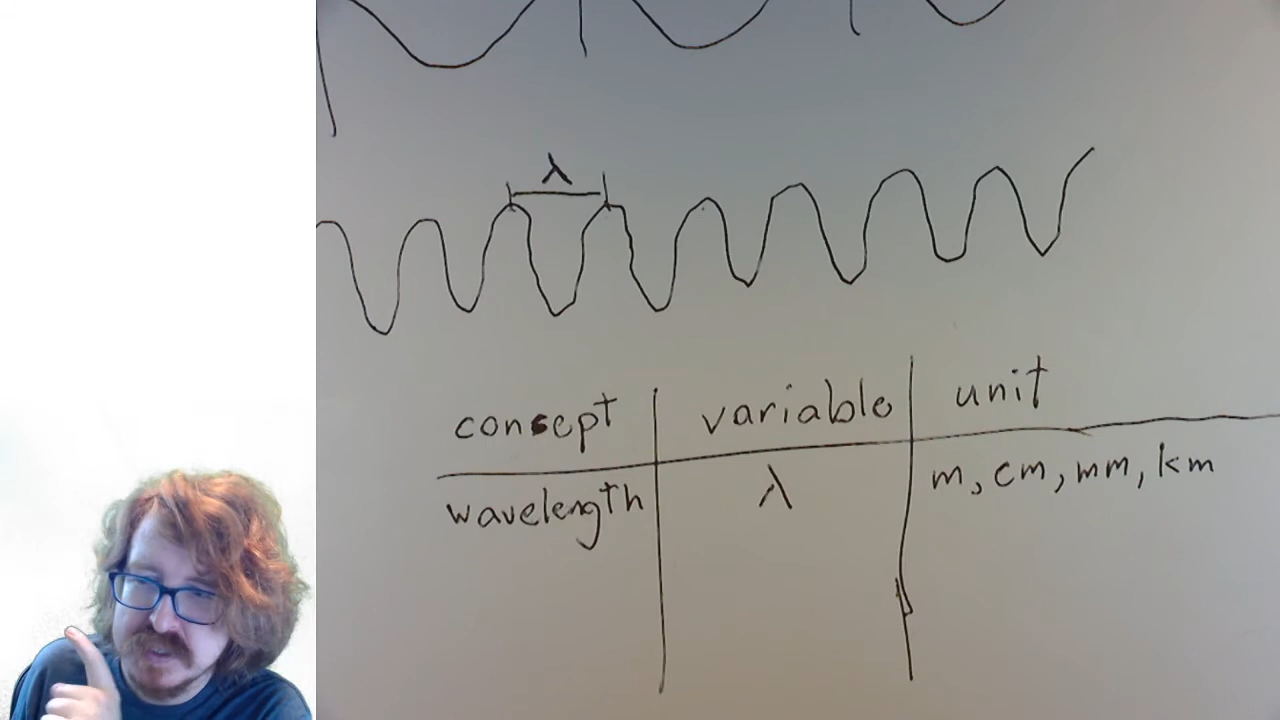 λ
concept variable unit
wavelength λ m, cm, mm, km